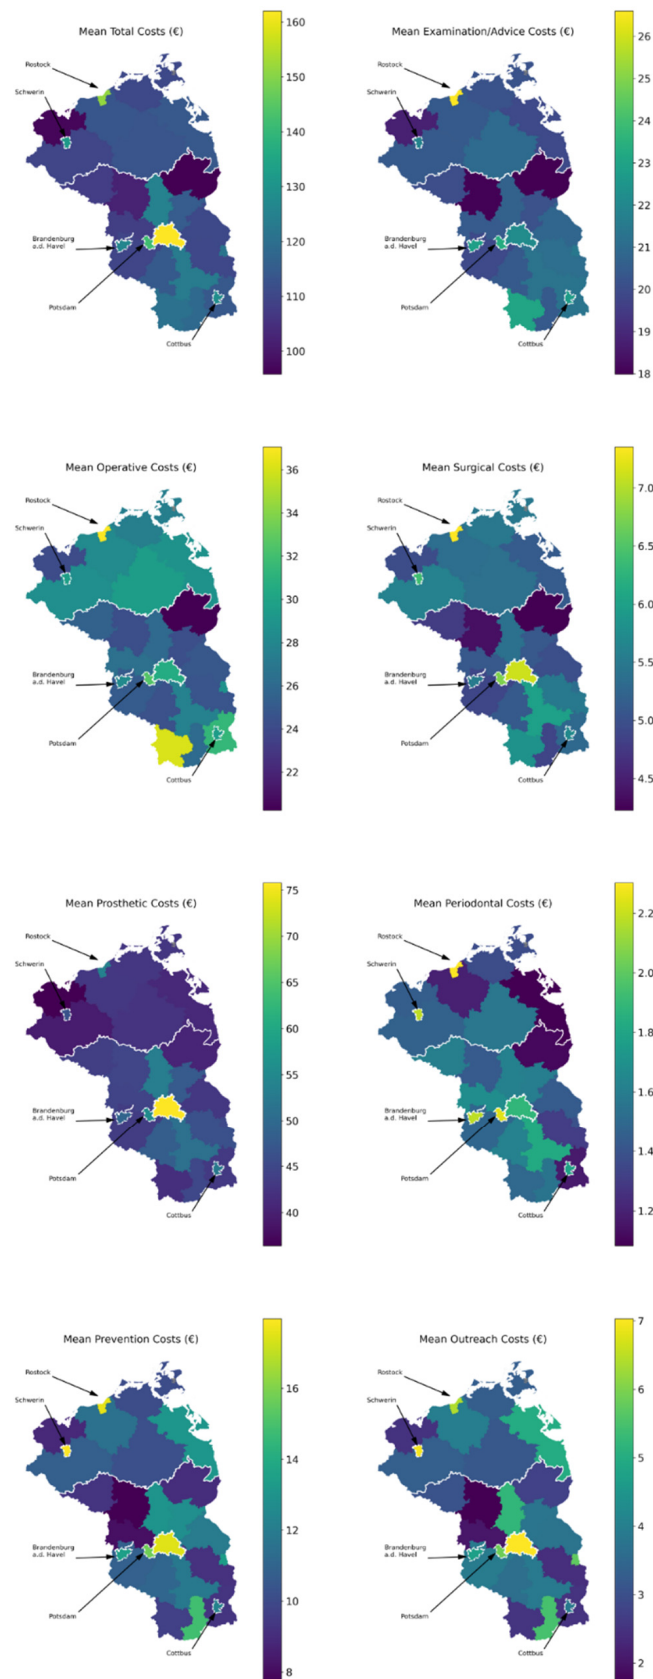 Mean Total Costs (€)
Rostock
Schwerin
Brandenburg
a.d. Havel
Potsdam
Cottbus
160
150
140
130
120
110
100
Mean Examination/Advice Costs (€)
Rostock
Schwerin
Brandenburg
a.d. Havel
Potsdam
Cottbus
26
25
24
23
22
21
20
19
18
Mean Operative Costs (€)
Rostock
Schwerin
Brandenburg
a.d. Havel
Potsdam
Cottbus
36
34
32
30
28
26
24
22
Mean Surgical Costs (€)
Rostock
Schwerin
Brandenburg
a.d. Havel
Potsdam
Cottbus
7.0
6.5
6.0
5.5
5.0
4.5
Mean Prosthetic Costs (€)
Rostock
Schwerin
Brandenburg
a.d. Havel
Potsdam
Cottbus
75
70
65
60
55
50
45
40
Mean Periodontal Costs (€)
Rostock
Schwerin
Brandenburg
a.d. Havel
Potsdam
Cottbus
2.2
2.0
1.8
1.6
1.4
1.2
Mean Prevention Costs (€)
Rostock
Schwerin
Brandenburg
a.d. Havel
Potsdam
Cottbus
16
14
12
10
8
Mean Outreach Costs (€)
Rostock
Schwerin
Brandenburg
a.d. Havel
Potsdam
Cottbus
7
6
5
4
3
2